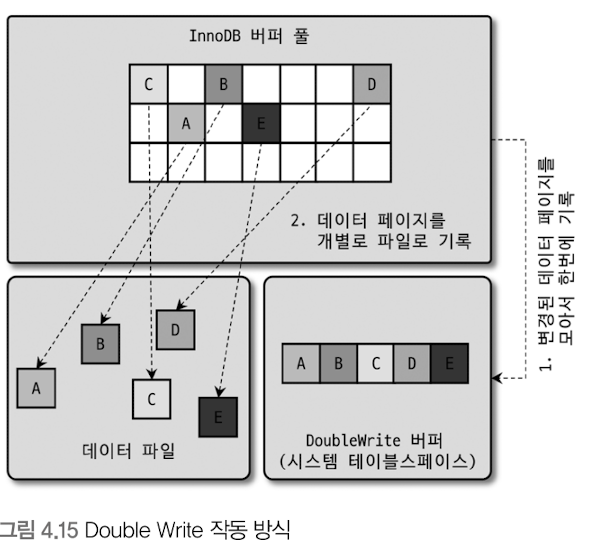 InnoDB 버퍼 풀
C
B
D
A
E
2. 데이터 페이지를
개별로 파일로 기록
1. 변경된 데이터 페이지를
모아서 한번에 기록
D
B
A
C
E
데이터 파일
A B C D E
DoubleWrite 버퍼
(시스템 테이블스페이스)
그림 4.15 Double Write 작동 방식